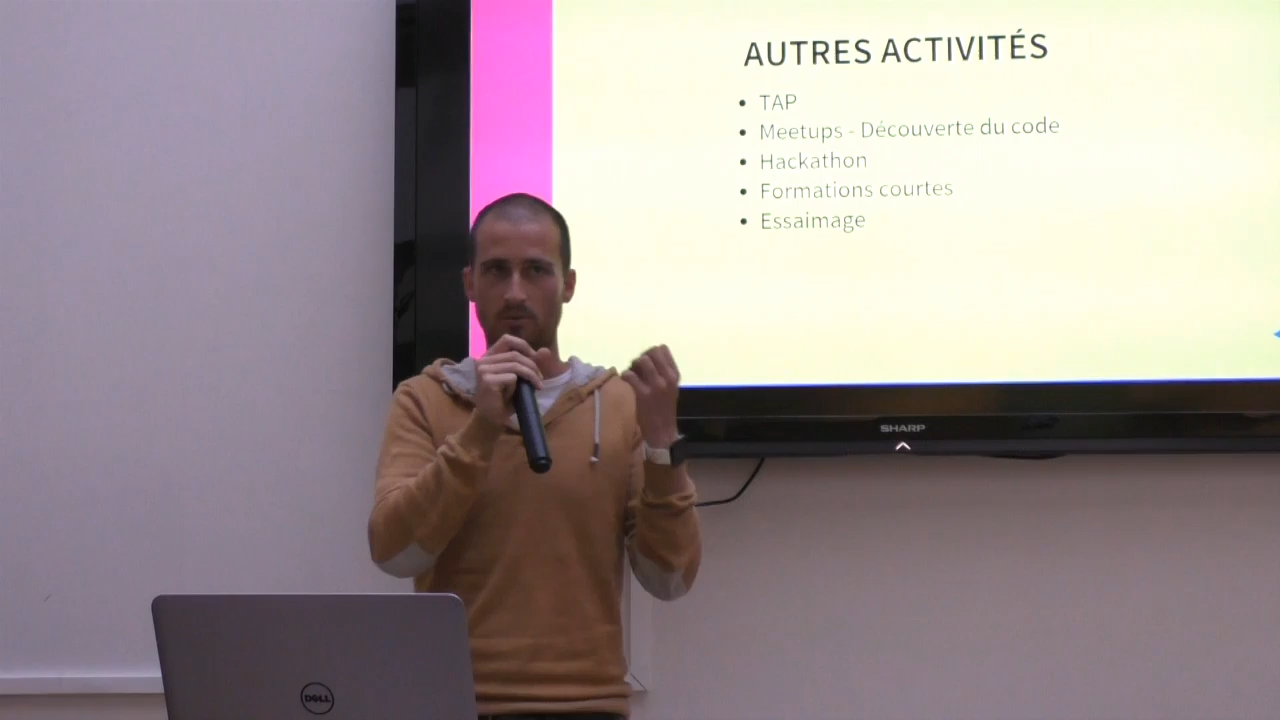 AUTRES ACTIVITÉS
• TAP
• Meetups - Découverte du code
• Hackathon
• Formations courtes
• Essaimage
SHARP
DELL